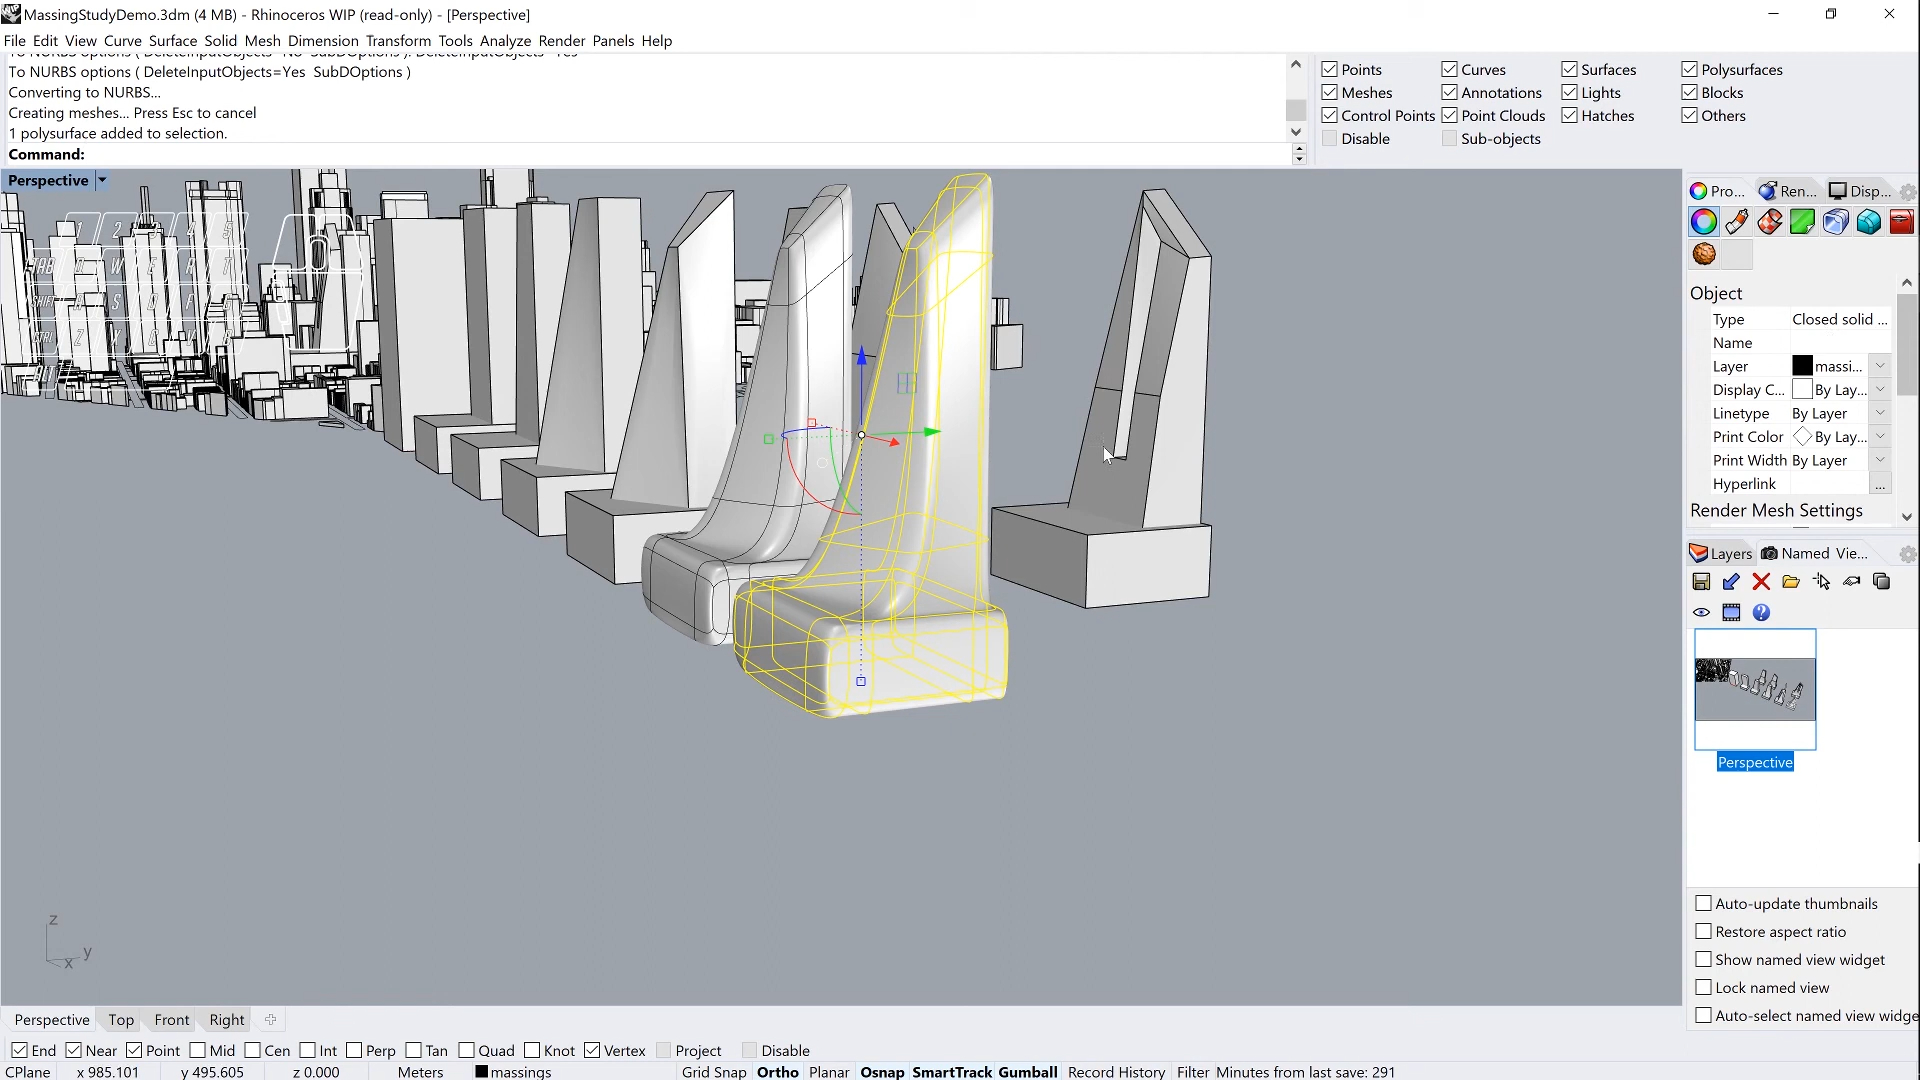 MassingStudyDemo.3dm (4 MB) - Rhinoceros WIP (read-only) - [Perspective]
File Edit View Curve Surface Solid Mesh Dimension Transform Tools Analyze Render Panels Help
To NURBS options ( DeleteInputObjects=Yes SubDOptions )
Converting to NURBS...
Creating meshes... Press Esc to cancel
1 polysurface added to selection.
Command:
Points Curves Surfaces Polysurfaces
Meshes Annotations Lights Blocks
Control Points Point Clouds Hatches Others
Disable Sub-objects
Perspective
Pro... Ren... Disp...
Object
Type Closed solid ...
Name
Layer massi...
Display C... By Lay...
Linetype By Layer
Print Color By Lay...
Print Width By Layer
Hyperlink ...
Render Mesh Settings
Layers Named Vie...
Perspective
Auto-update thumbnails
Restore aspect ratio
Show named view widget
Lock named view
Auto-select named view widge
z
y
x
Perspective Top Front Right
End Near Point Mid Cen Int Perp Tan Quad Knot Vertex Project Disable
CPlane x 985.101 y 495.605 z 0.000 Meters massings Grid Snap Ortho Planar Osnap SmartTrack Gumball Record History Filter Minutes from last save: 291